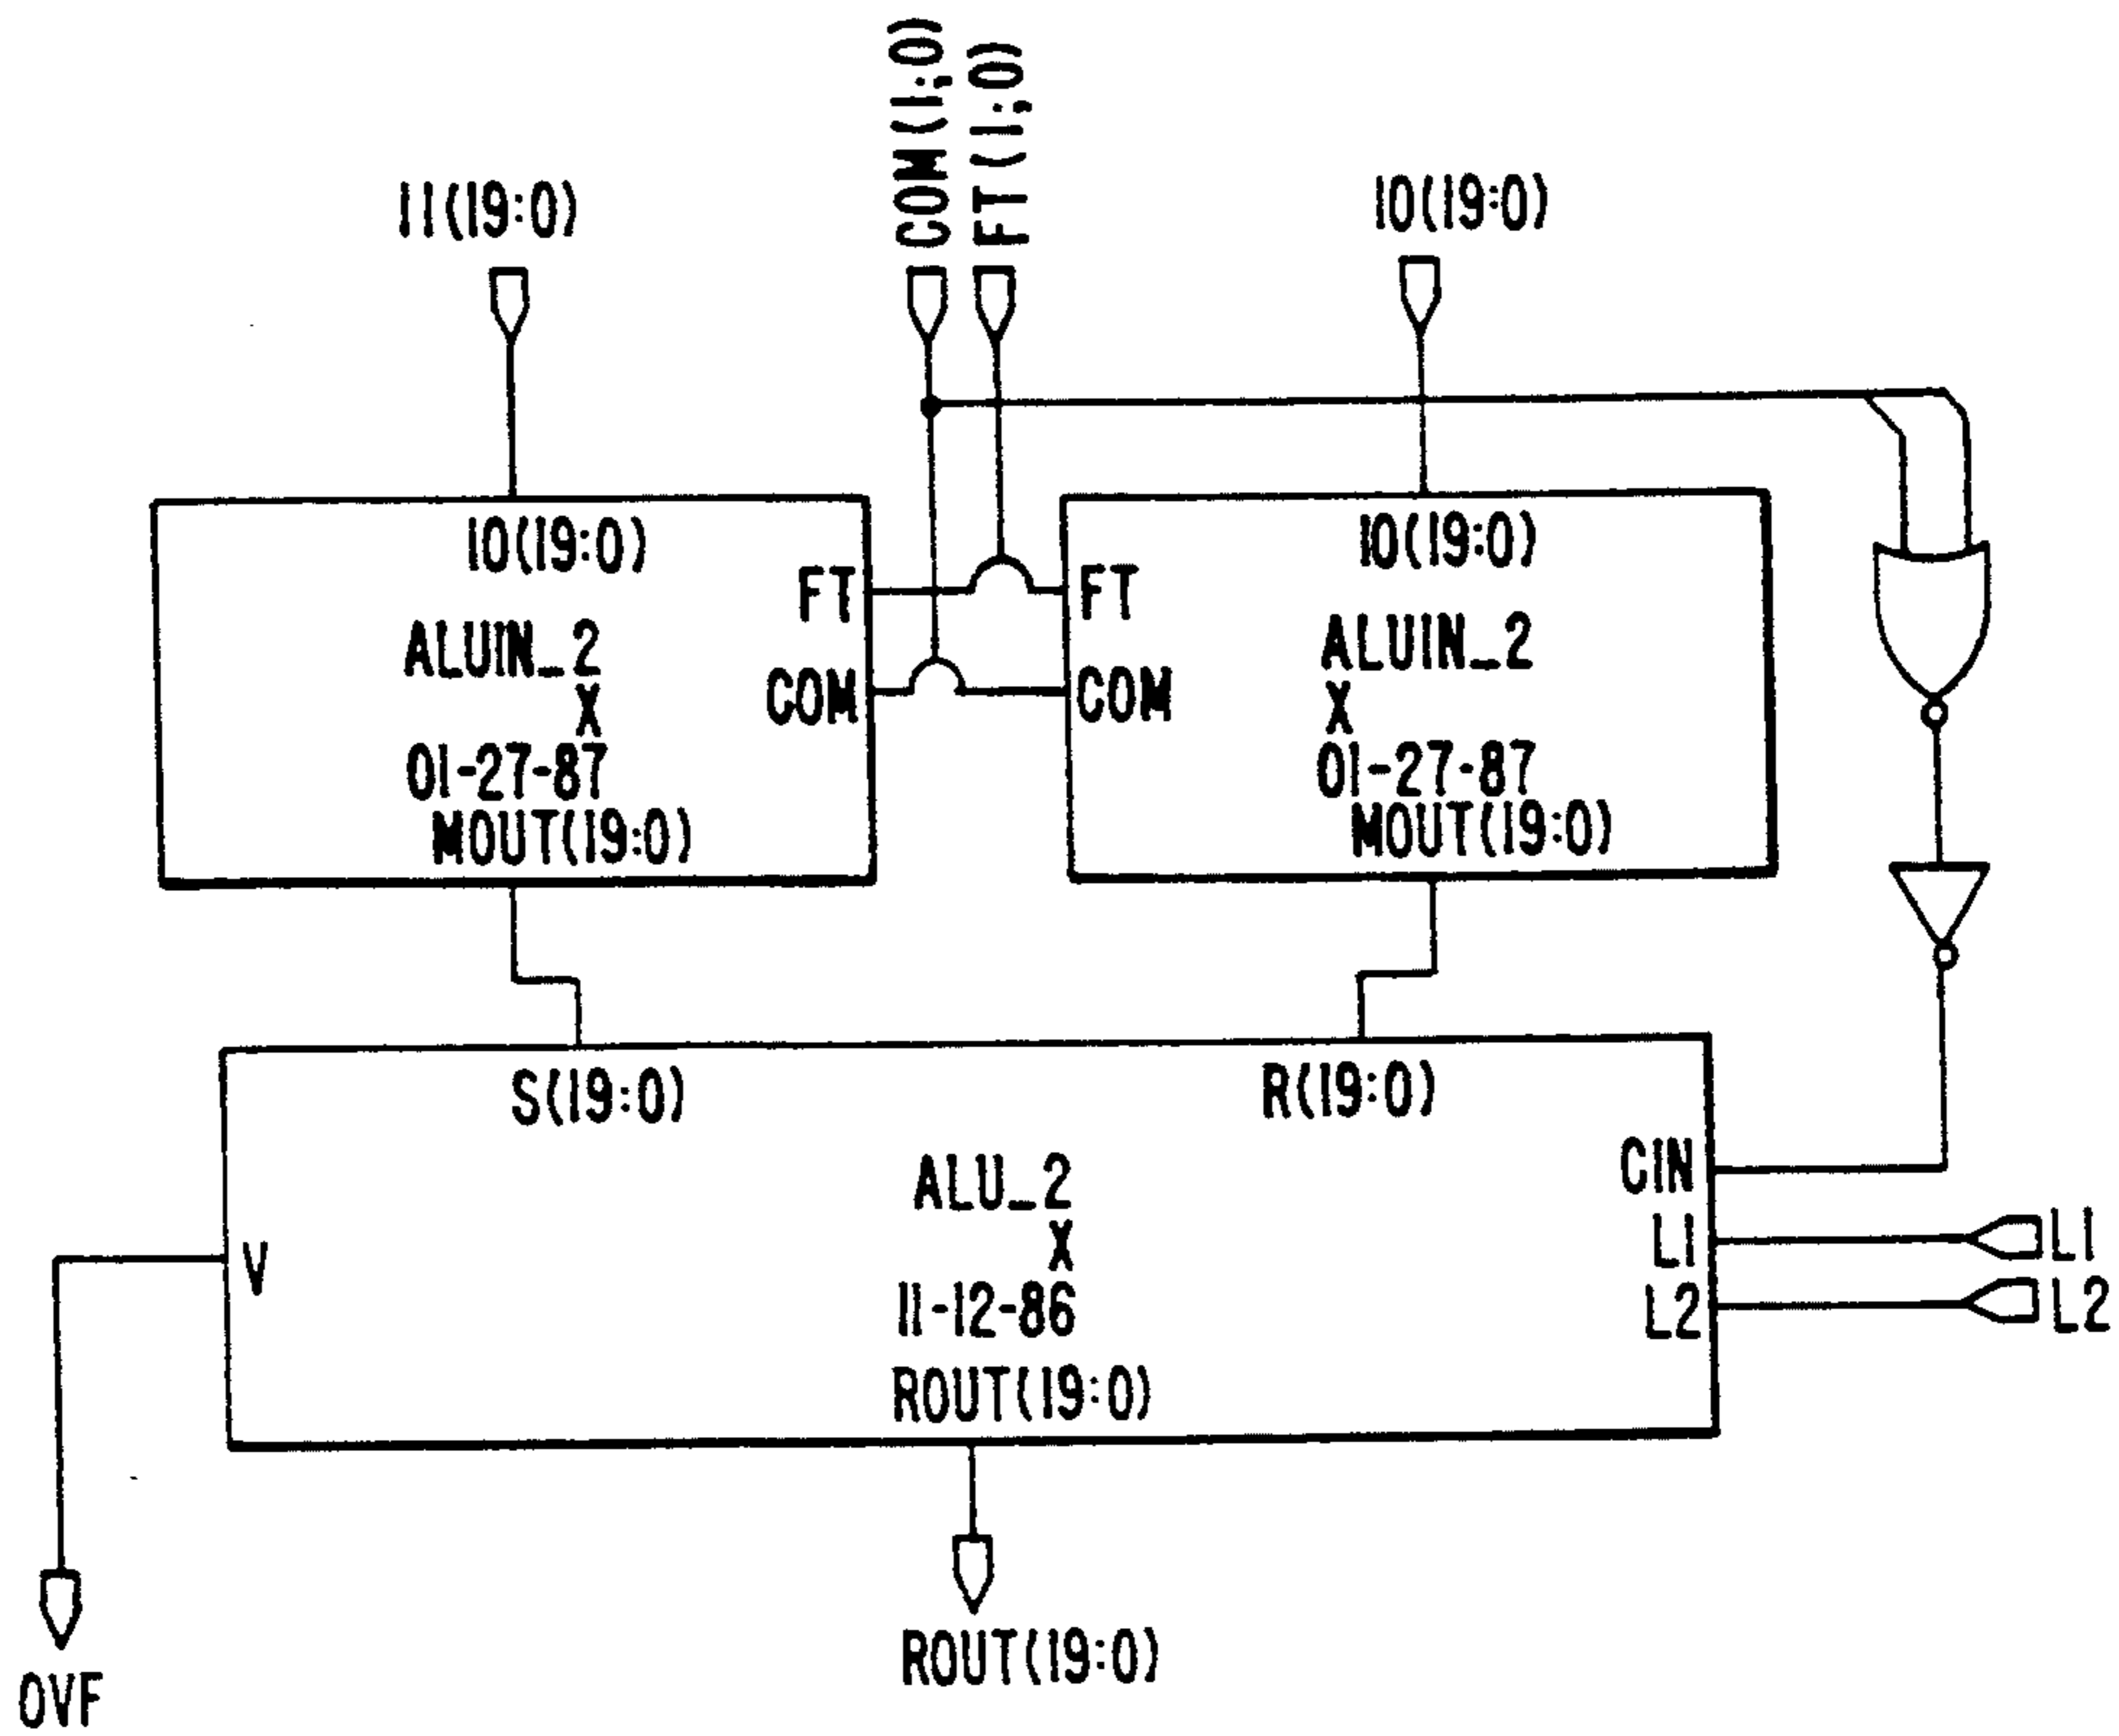 COM(1:0)
FT(1:0)
I1(19:0)
I0(19:0)
I0(19:0)
I0(19:0)
FT
FT
ALUIN_2
ALUIN_2
COM
COM
X
X
01-27-87
01-27-87
MOUT(19:0)
MOUT(19:0)
S(19:0)
R(19:0)
CIN
ALU_2
L1
L1
X
V
11-12-86
L2
L2
ROUT(19:0)
ROUT(19:0)
OVF